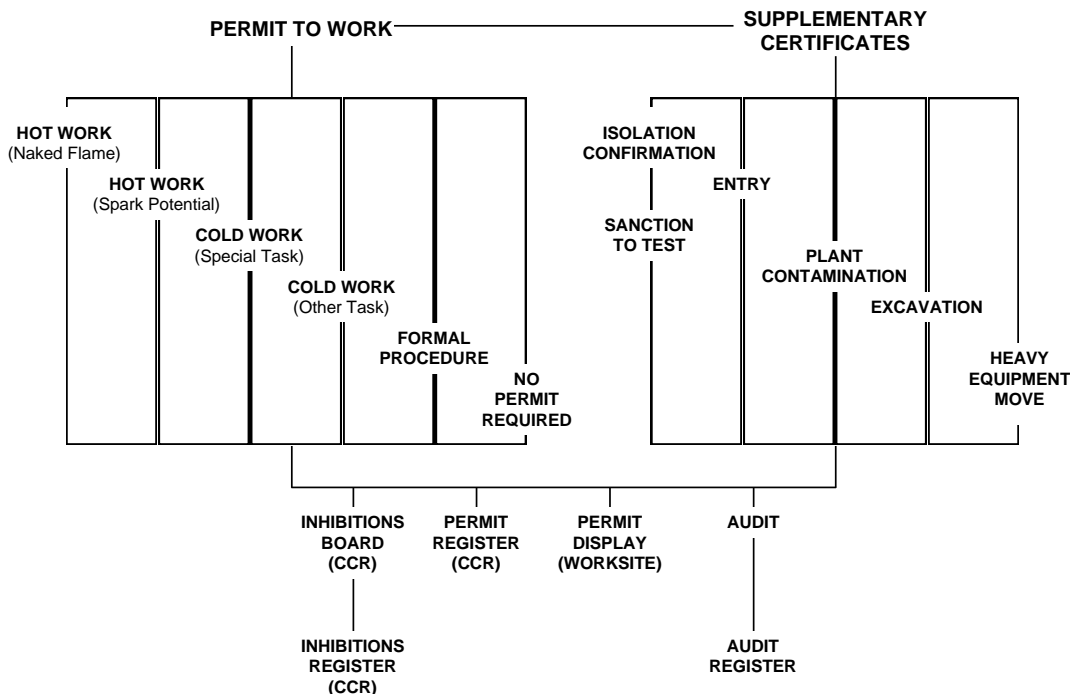 PERMIT TO WORK
SUPPLEMENTARY
CERTIFICATES
HOT WORK
(Naked Flame)
HOT WORK
(Spark Potential)
COLD WORK
(Special Task)
COLD WORK
(Other Task)
FORMAL
PROCEDURE
NO
PERMIT
REQUIRED
ISOLATION
CONFIRMATION
ENTRY
SANCTION
TO TEST
PLANT
CONTAMINATION
EXCAVATION
HEAVY
EQUIPMENT
MOVE
INHIBITIONS
BOARD
(CCR)
PERMIT
REGISTER
(CCR)
PERMIT
DISPLAY
(WORKSITE)
AUDIT
INHIBITIONS
REGISTER
(CCR)
AUDIT
REGISTER